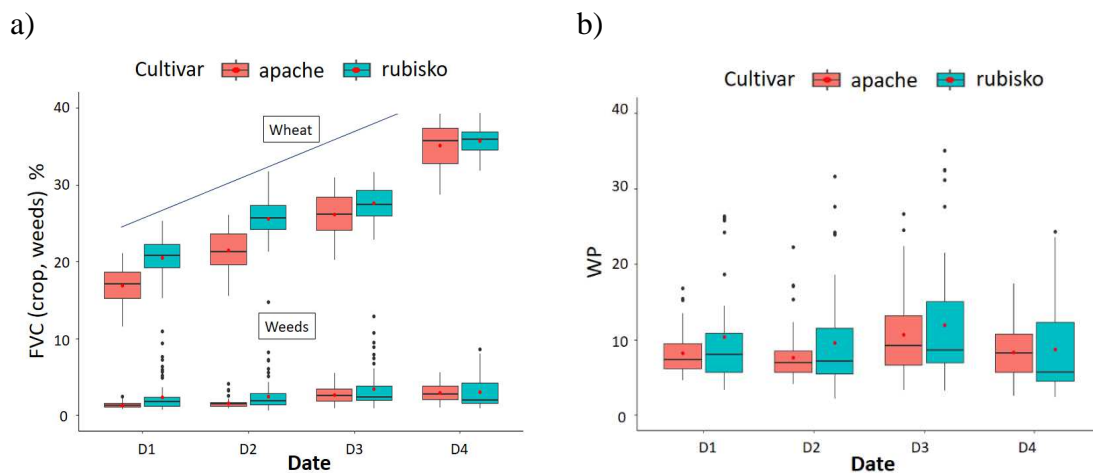 a)
Cultivar apache rubisko
FVC (crop, weeds) %
40
30
20
10
0
Wheat
Weeds
D1 D2 D3 D4
Date
b)
Cultivar apache rubisko
WP
40
30
20
10
0
D1 D2 D3 D4
Date